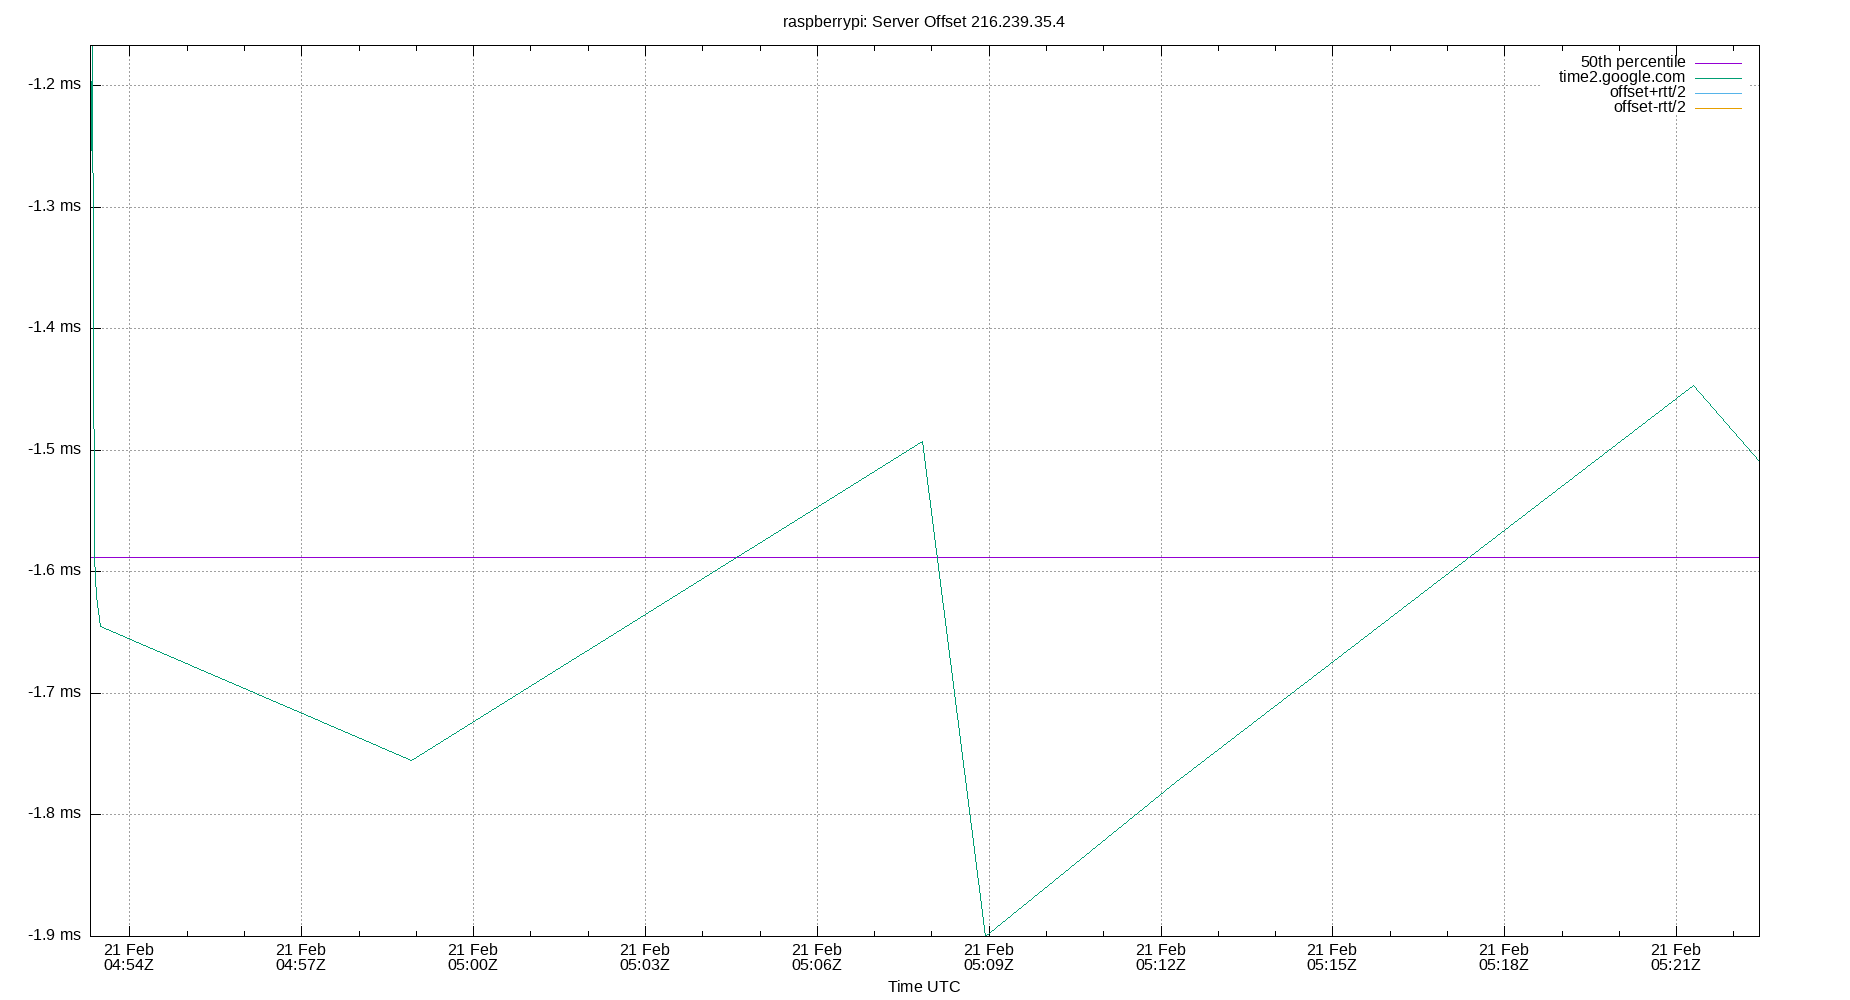 raspberrypi: Server Offset 216.239.35.4
50th percentile
time2.google.com
offset+rtt/2
offset-rtt/2
-1.2 ms
-1.3 ms
-1.4 ms
-1.5 ms
-1.6 ms
-1.7 ms
-1.8 ms
-1.9 ms
21 Feb 21 Feb 21 Feb 21 Feb 21 Feb 21 Feb 21 Feb 21 Feb 21 Feb 21 Feb
04:54Z 04:57Z 05:00Z 05:03Z 05:06Z 05:09Z 05:12Z 05:15Z 05:18Z 05:21Z
Time UTC